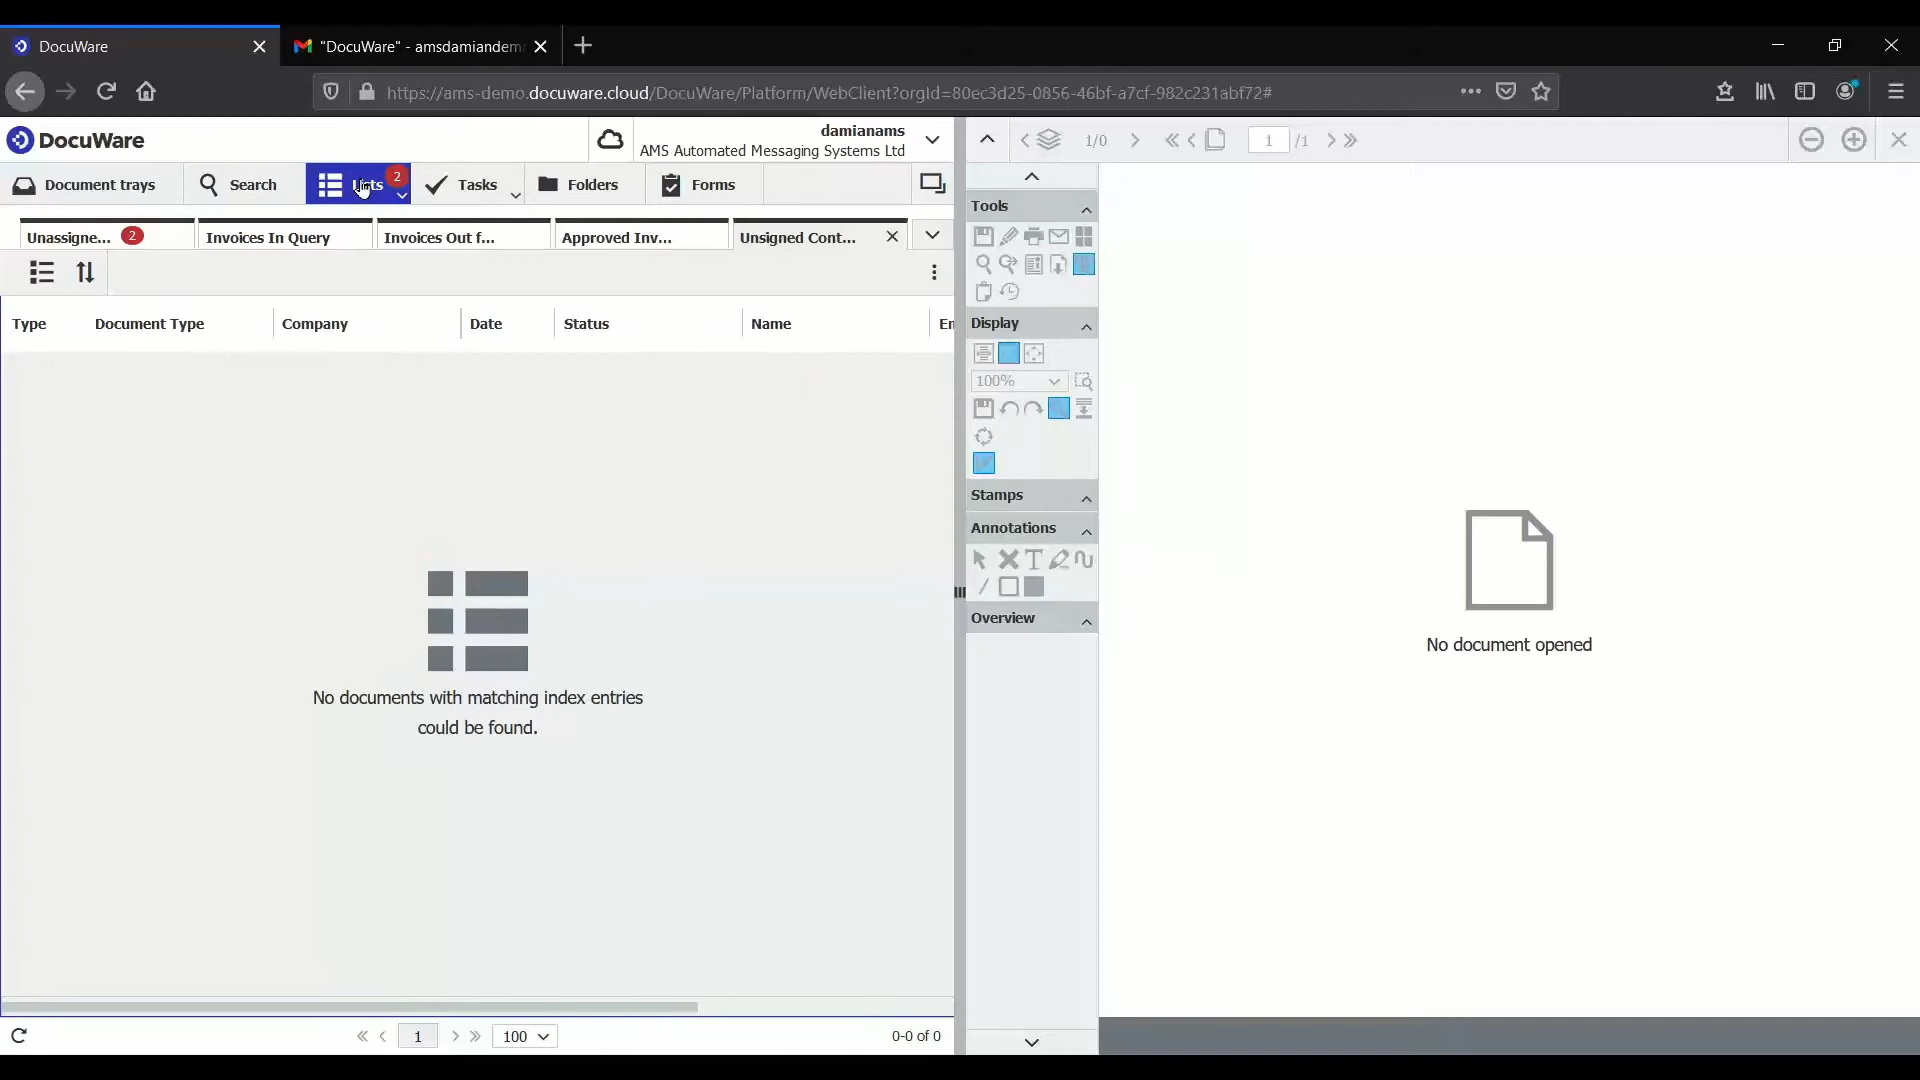 DocuWare
"DocuWare" - amsdamiandem
https://ams-demo.docuware.cloud/DocuWare/Platform/WebClient?orgId=80ec3d25-0856-46bf-a7cf-982c231abf72#
DocuWare
damianams
AMS Automated Messaging Systems Ltd
1/0
1 /1
Document trays
Search
Lists 2
Tasks
Folders
Forms
Unassigne... 2
Invoices In Query
Invoices Out f...
Approved Inv...
Unsigned Cont...
Type
Document Type
Company
Date
Status
Name
En
No documents with matching index entries
could be found.
1
100
0-0 of 0
Tools
Display
100%
Stamps
Annotations
T
Overview
No document opened